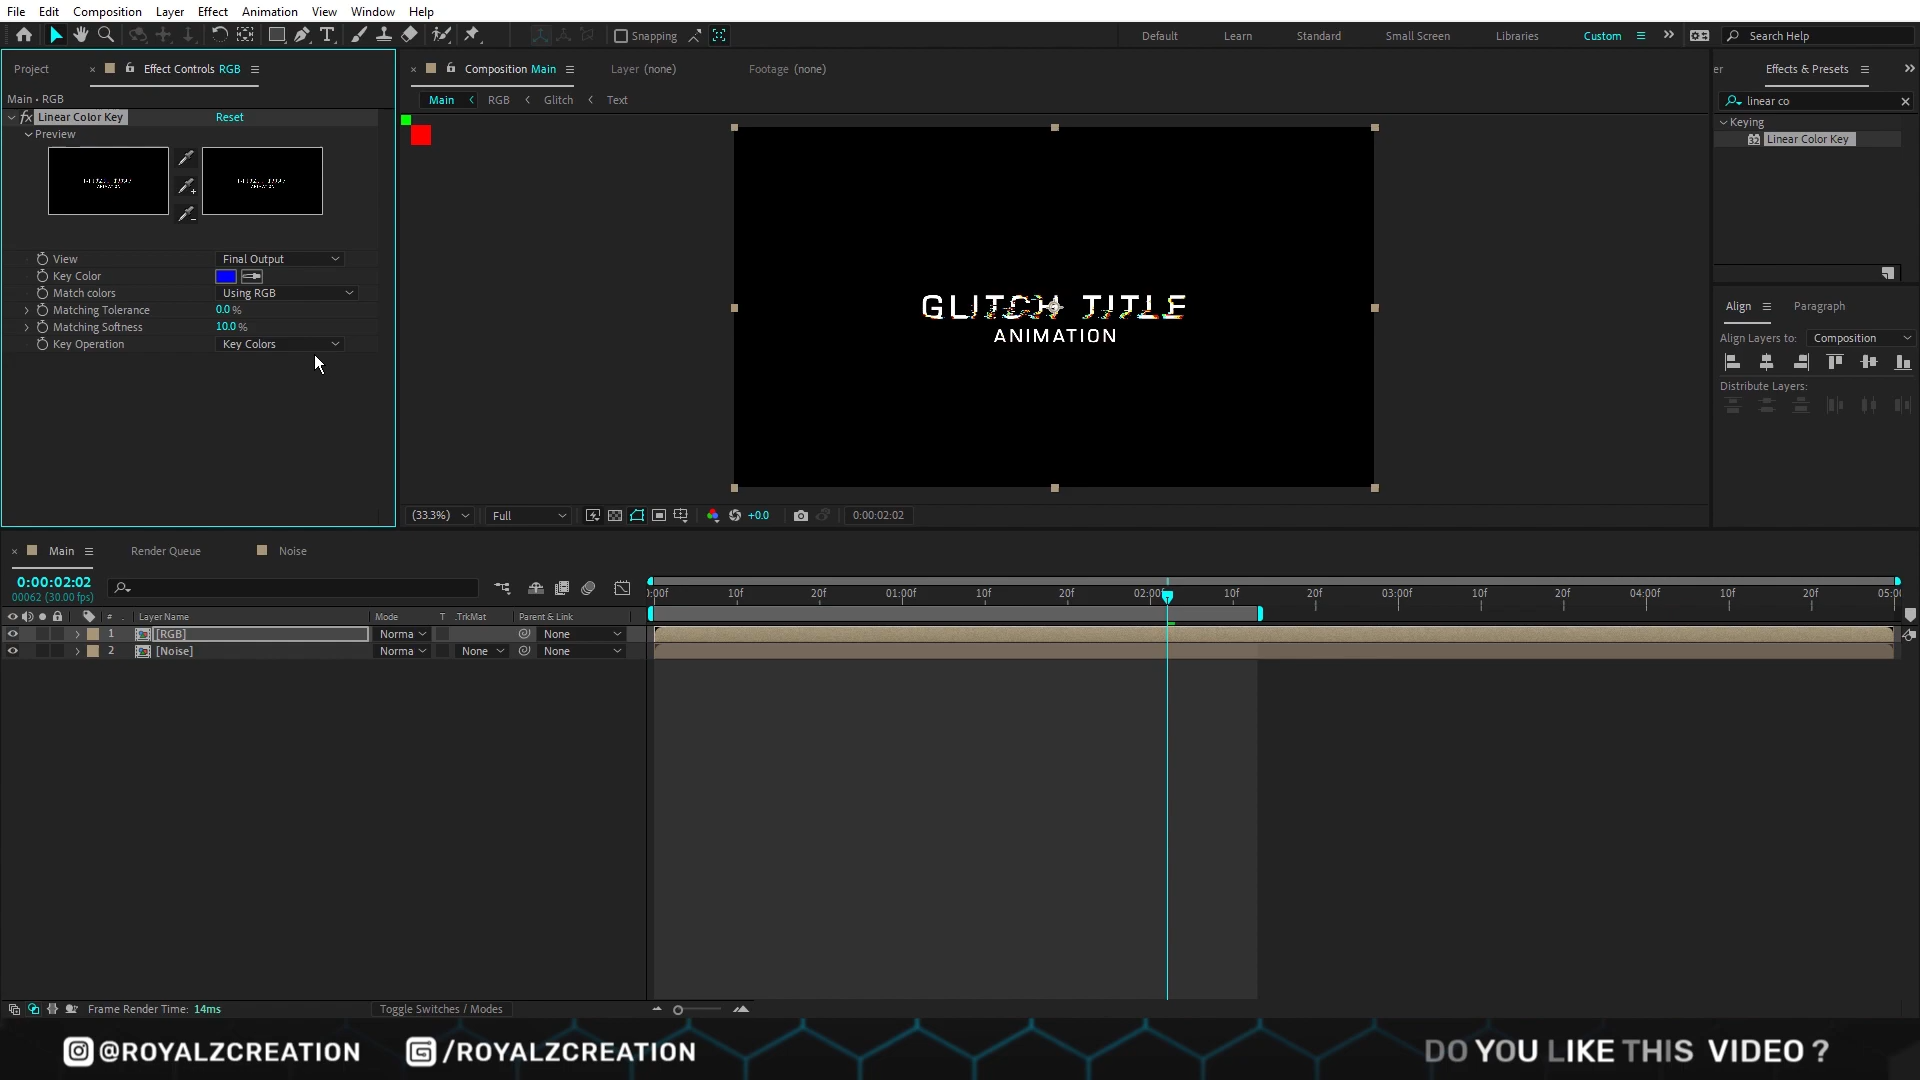 File Edit Composition Layer Effect Animation View Window Help
Snapping Default Learn Standard Small Screen Libraries Custom Search Help
Project Effect Controls RGB Composition Main Layer (none) Footage (none) er Effects & Presets
Main • RGB
Main RGB Glitch Text
linear co
fx Linear Color Key Reset
Keying
Preview
32 Linear Color Key
View Final Output
Key Color
Match colors Using RGB
Matching Tolerance 0.0 %
Matching Softness 10.0 %
Key Operation Key Colors
GLITCH TITLE
ANIMATION
Align Paragraph
Align Layers to: Composition
Distribute Layers:
(33.3%) Full +0.0 0:00:02:02
Main Render Queue Noise
0:00:02:02
00062 (30.00 fps)
):00f 10f 20f 01:00f 10f 20f 02:00f 10f 20f 03:00f 10f 20f 04:00f 10f 20f 05:00
# . Layer Name Mode T .TrkMat Parent & Link
1 [RGB] Norma None
2 [Noise] Norma None None
Frame Render Time: 14ms Toggle Switches / Modes
@ROYALZCREATION /ROYALZCREATION DO YOU LIKE THIS VIDEO ?